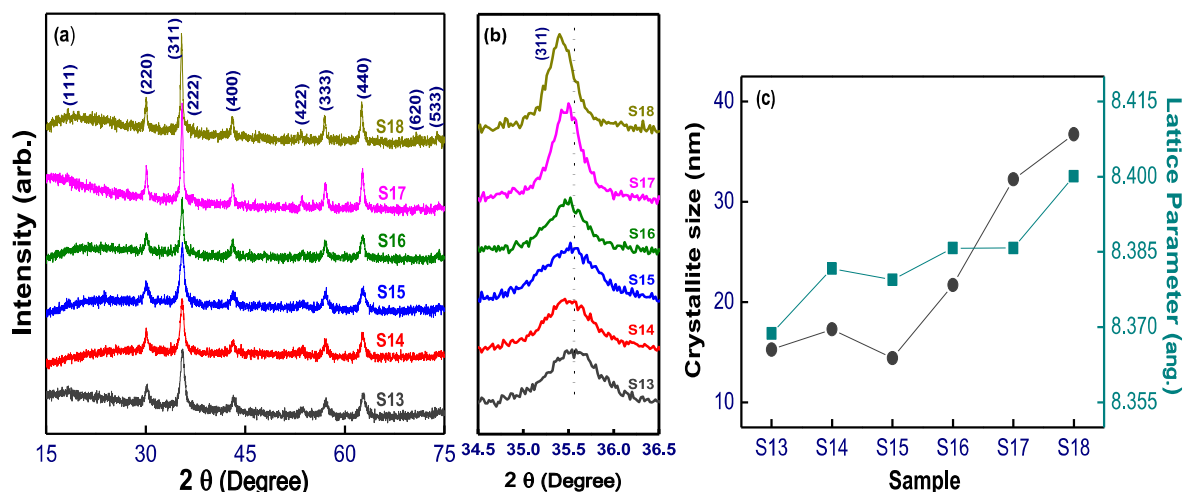 (a)
(111)
(220)
(311)
(222)
(400)
(422)
(333)
(440)
(620)
(533)
S18
S17
S16
S15
S14
S13
Intensity (arb.)
15
30
45
60
75
2 θ (Degree)
(b)
(311)
S18
S17
S16
S15
S14
S13
34.5
35.0
35.5
36.0
36.5
2 θ (Degree)
(c)
Crystallite size (nm)
40
30
20
10
8.415
8.400
8.385
8.370
8.355
Lattice Parameter (ang.)
S13
S14
S15
S16
S17
S18
Sample